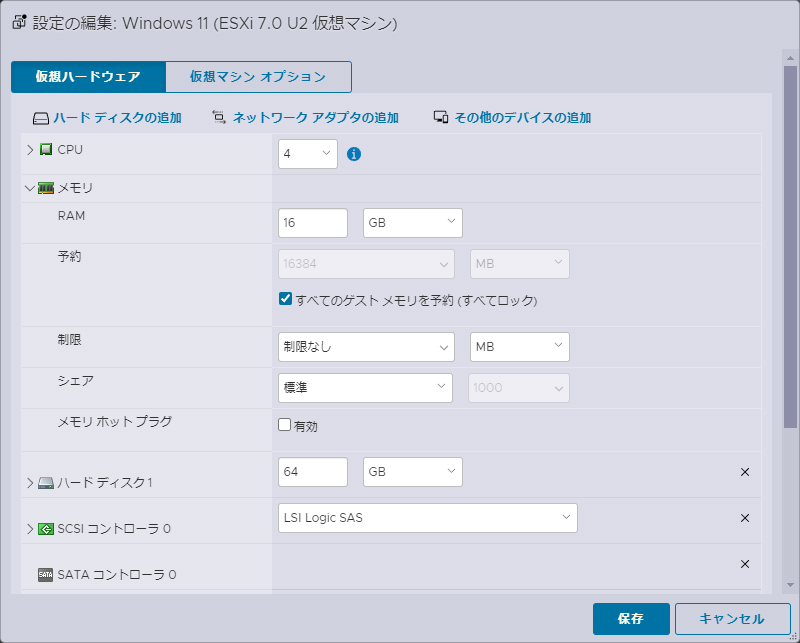 設定の編集: Windows 11 (ESXi 7.0 U2 仮想マシン)
仮想ハードウェア 仮想マシン オプション
ハード ディスクの追加 ネットワーク アダプタの追加 その他のデバイスの追加
CPU 4
メモリ
RAM 16 GB
予約 16384 MB
すべてのゲスト メモリを予約 (すべてロック)
制限 制限なし MB
シェア 標準 1000
メモリ ホット プラグ 有効
ハード ディスク 1 64 GB
SCSI コントローラ 0 LSI Logic SAS
SATA SATA コントローラ 0
保存 キャンセル